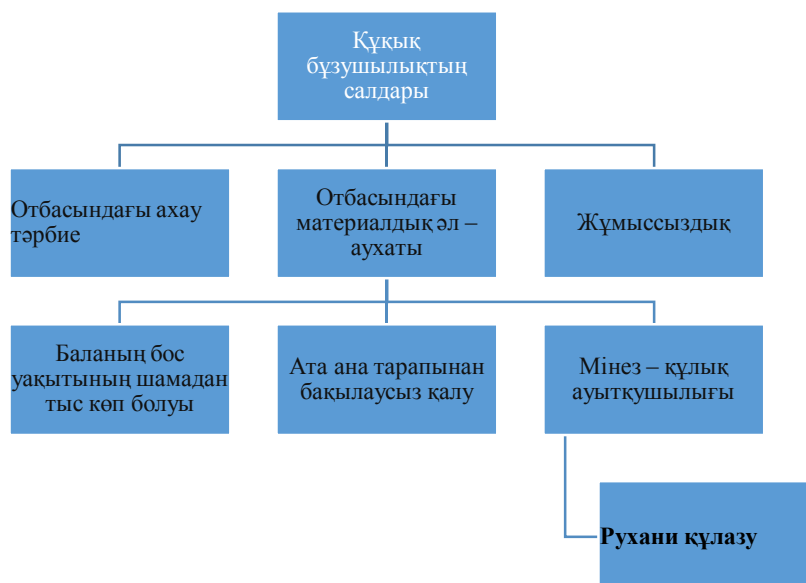 Құқық
бұзушылықтың
салдары
Отбасындағы ахау
тәрбие
Отбасындағы
материалдық әл –
аухаты
Жұмыссыздық
Баланың бос
уақытының шамадан
тыс көп болуы
Ата ана тарапынан
бақылаусыз қалу
Мінез – құлық
ауытқушылығы
Рухани құлазу